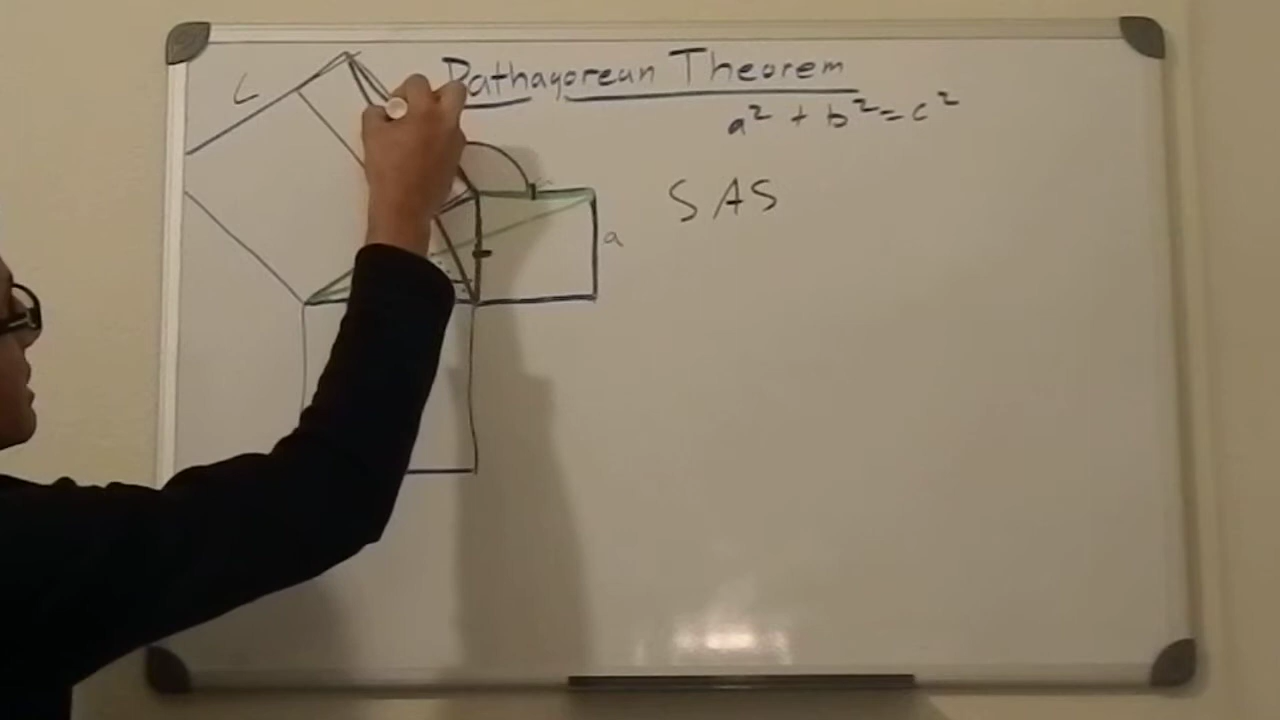 Pathagorean Theorem
a² + b² = c²
C
SAS
a